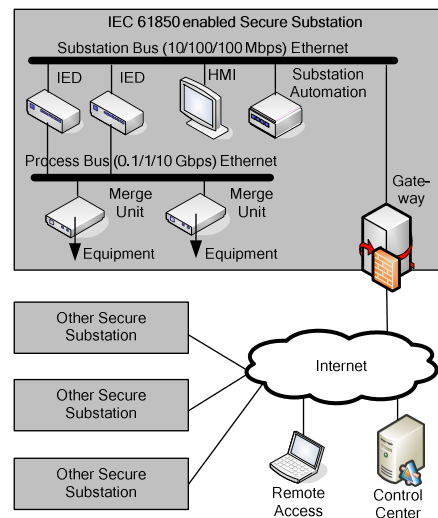 IEC 61850 enabled Secure Substation
Substation Bus (10/100/100 Mbps) Ethernet
IED
IED
HMI
Substation
Automation
Process Bus (0.1/1/10 Gbps) Ethernet
Merge
Unit
Merge
Unit
Gate-
way
Equipment
Equipment
Other Secure
Substation
Internet
Other Secure
Substation
Other Secure
Substation
Remote
Access
Control
Center